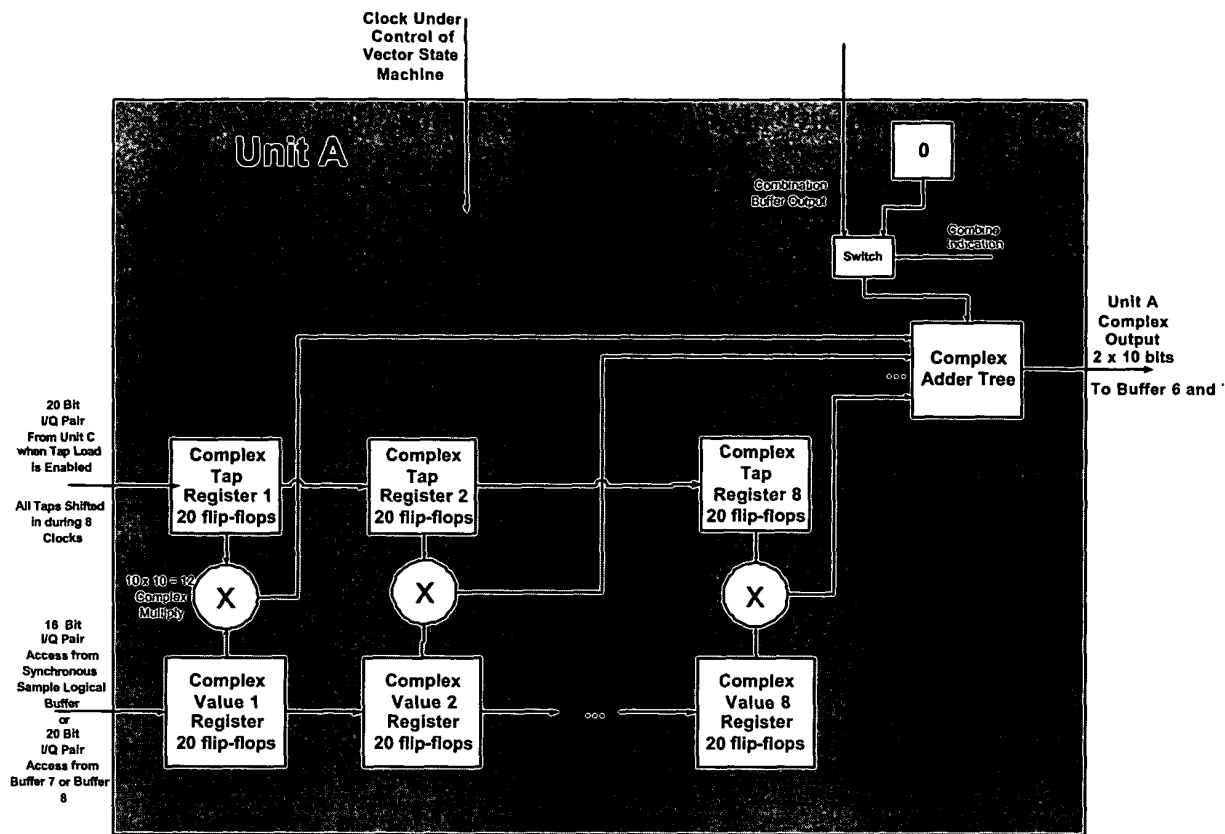 Clock Under
Control of
Vector State
Machine
Unit A
0
Combination
Buffer Output
Switch
Combine
Indication
Unit A
Complex
Output
2 x 10 bits
To Buffer 6 and
Complex
Adder Tree
ooo
20 Bit
I/Q Pair
From Unit C
when Tap Load
is Enabled
All Taps Shifted
in during 8
Clocks
Complex
Tap
Register 1
20 flip-flops
Complex
Tap
Register 2
20 flip-flops
Complex
Tap
Register 8
20 flip-flops
10 x 10 = 12
Complex
Multiply
X
X
X
16 Bit
I/Q Pair
Access from
Synchronous
Sample Logical
Buffer
or
20 Bit
I/Q Pair
Access from
Buffer 7 or Buffer
8
Complex
Value 1
Register
20 flip-flops
Complex
Value 2
Register
20 flip-flops
ooo
Complex
Value 8
Register
20 flip-flops